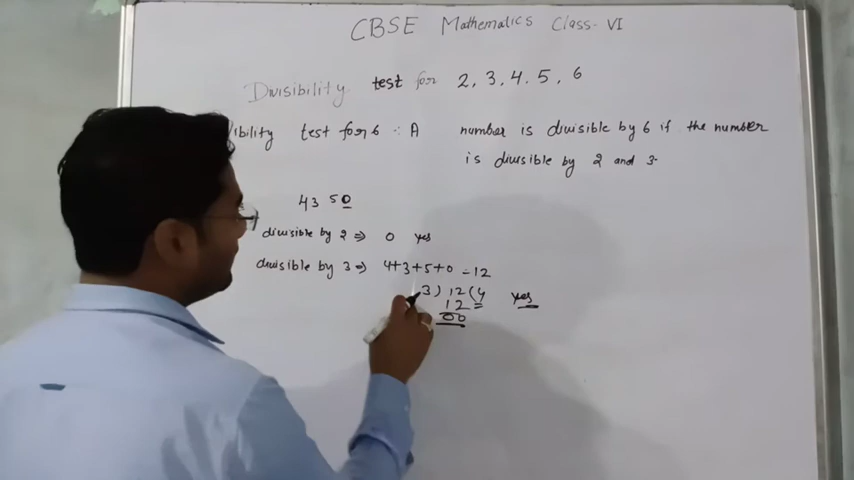 CBSE Mathematics Class- VI
Divisibility test for 2, 3, 4, 5, 6
ibility test for 6 :- A number is divisible by 6 if the number
is divisible by 2 and 3.
43 50
divisible by 2 ⇒ 0 yes
divisible by 3 ⇒ 4+3+5+0 = 12
3) 12 (4 yes
12
00